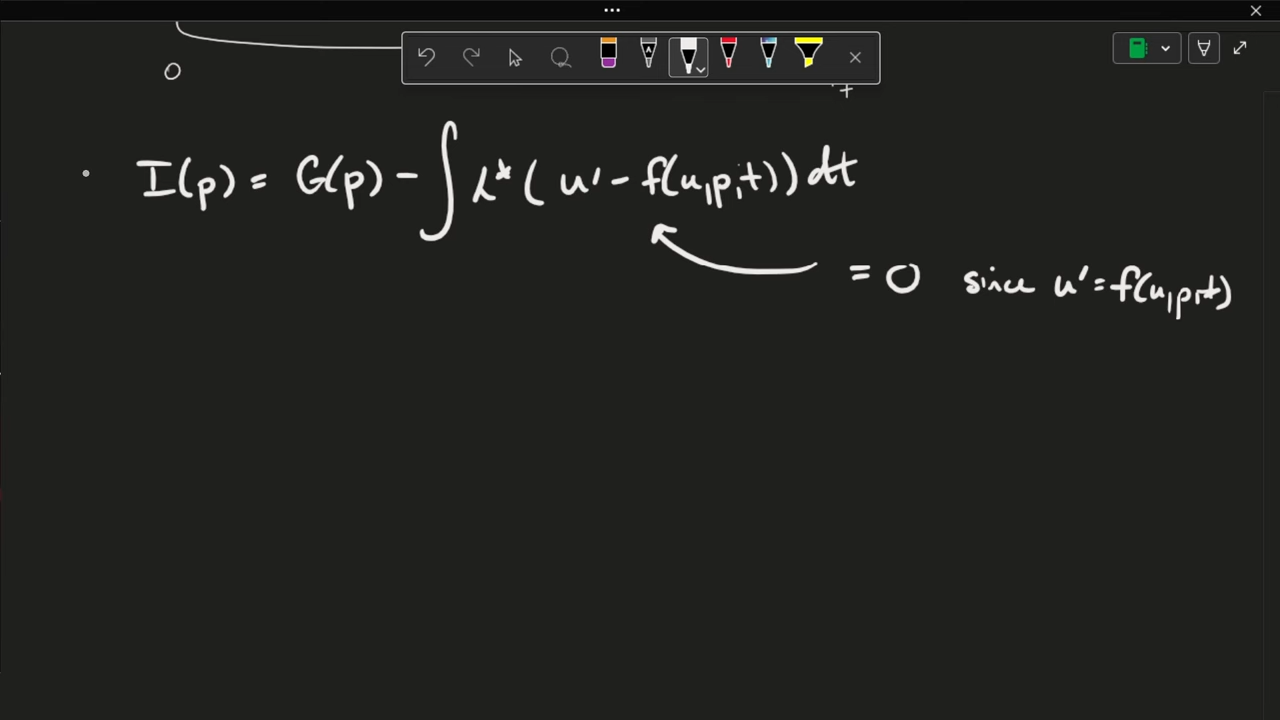 0
+
I(p) = G(p) - ∫ λ* ( u' - f(u,p,t)) dt
= 0 since u' = f(u,p,t)